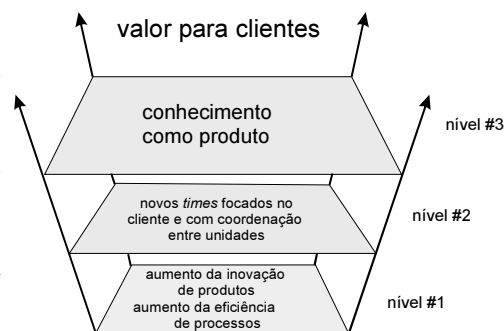 valor para clientes
conhecimento
como produto
nível #3
novos times focados no
cliente e com coordenação
entre unidades
nível #2
aumento da inovação
de produtos
aumento da eficiência
de processos
nível #1